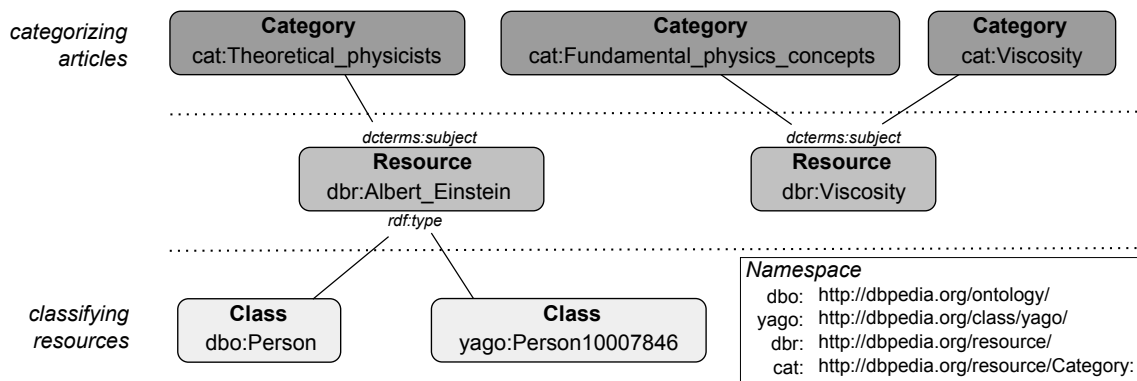 categorizing
articles
Category
cat:Theoretical_physicists
Category
cat:Fundamental_physics_concepts
Category
cat:Viscosity
dcterms:subject
Resource
dbr:Albert_Einstein
rdf:type
dcterms:subject
Resource
dbr:Viscosity
classifying
resources
Class
dbo:Person
Class
yago:Person10007846
Namespace
dbo: http://dbpedia.org/ontology/
yago: http://dbpedia.org/class/yago/
dbr: http://dbpedia.org/resource/
cat: http://dbpedia.org/resource/Category: